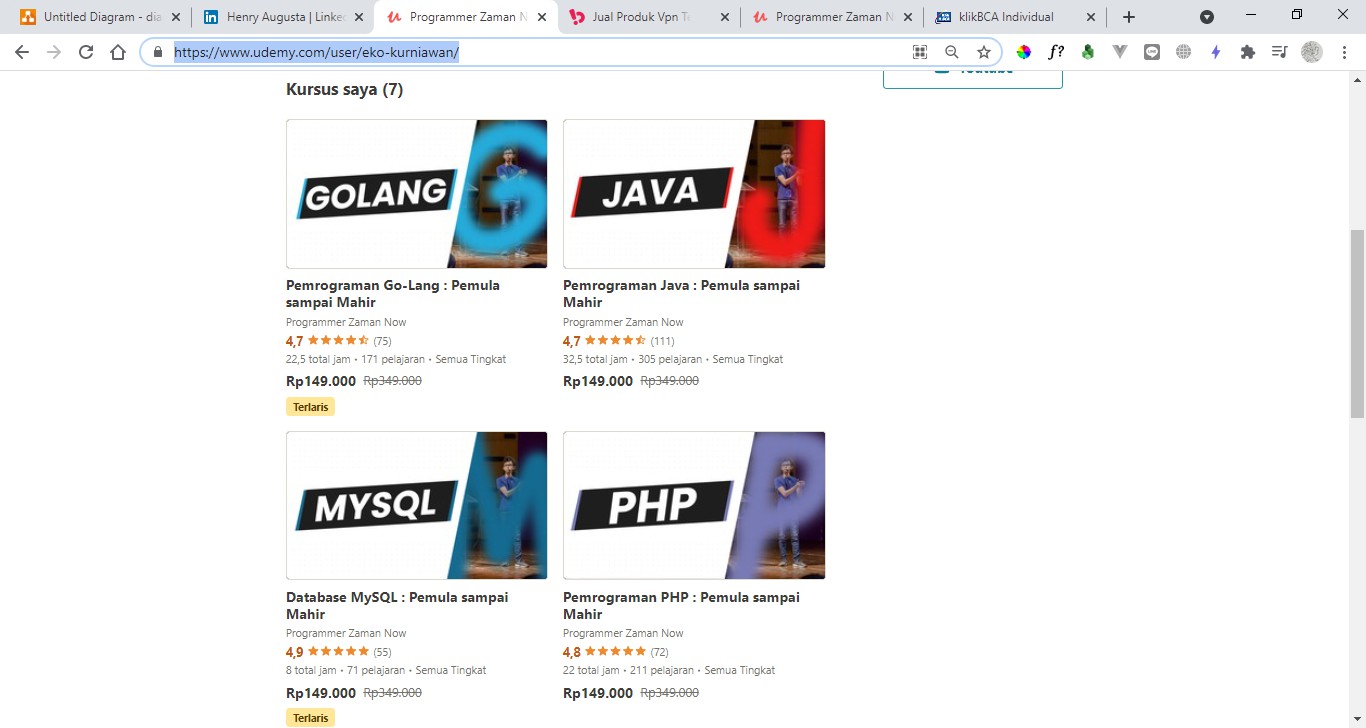 Untitled Diagram - dia
Henry Augusta | Linke
Programmer Zaman N
Jual Produk Vpn Te
Programmer Zaman N
klikBCA Individual
https://www.udemy.com/user/eko-kurniawan/
f?
Youtube
Kursus saya (7)
GOLANG
G
JAVA
J
Pemrograman Go-Lang : Pemula
sampai Mahir
Programmer Zaman Now
4,7 (75)
22,5 total jam • 171 pelajaran • Semua Tingkat
Rp149.000 Rp349.000
Terlaris
Pemrograman Java : Pemula sampai
Mahir
Programmer Zaman Now
4,7 (111)
32,5 total jam • 305 pelajaran • Semua Tingkat
Rp149.000 Rp349.000
MYSQL
M
PHP
P
Database MySQL : Pemula sampai
Mahir
Programmer Zaman Now
4,9 (55)
8 total jam • 71 pelajaran • Semua Tingkat
Rp149.000 Rp349.000
Terlaris
Pemrograman PHP : Pemula sampai
Mahir
Programmer Zaman Now
4,8 (72)
22 total jam • 211 pelajaran • Semua Tingkat
Rp149.000 Rp349.000